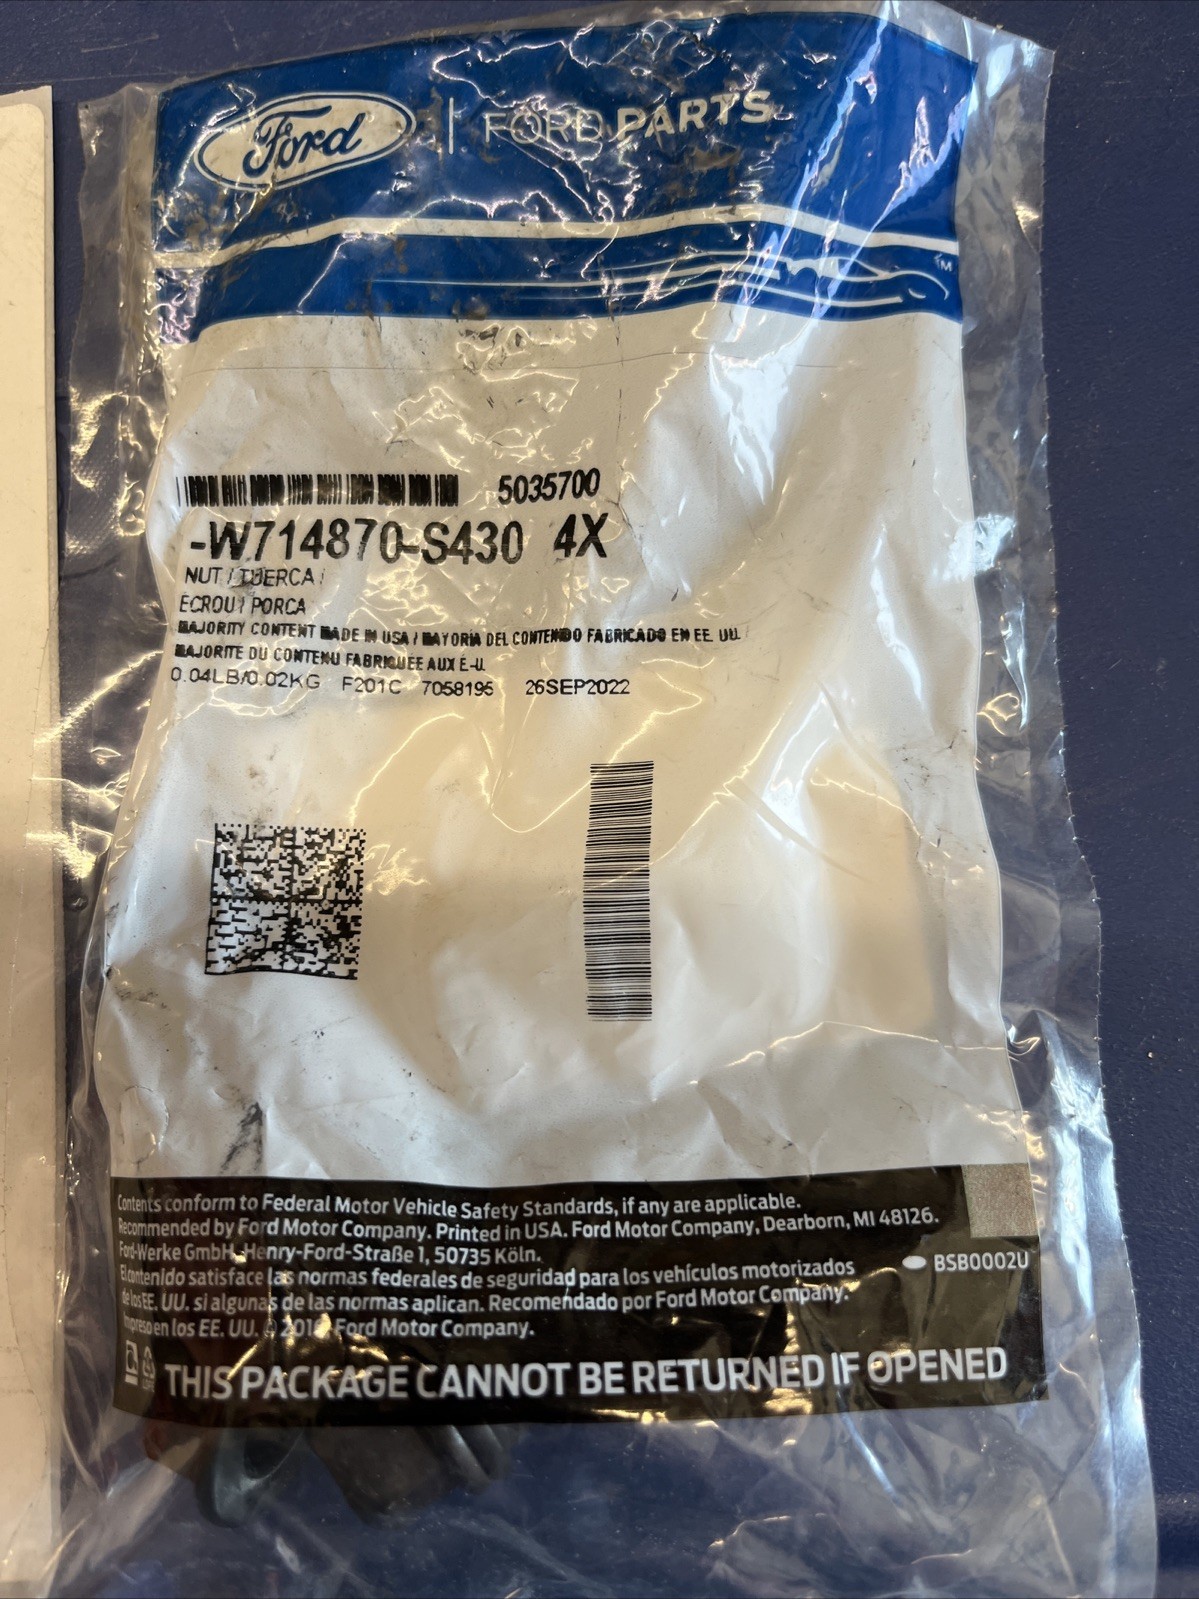 Ford | FORD PARTS
TM
5035700
-W714870-S430 4X
NUT / TUERCA /
ÉCROU / PORCA
MAJORITY CONTENT MADE IN USA / MAYORIA DEL CONTENIDO FABRICADO EN EE. UU. /
MAJORITE DU CONTENU FABRIQUEE AUX É.-U.
0.04LB/0.02KG F201C 7058195 26SEP2022
Contents conform to Federal Motor Vehicle Safety Standards, if any are applicable.
Recommended by Ford Motor Company. Printed in USA. Ford Motor Company, Dearborn, MI 48126.
Ford-Werke GmbH, Henry-Ford-Straße 1, 50735 Köln.
El contenido satisface las normas federales de seguridad para los vehículos motorizados
de los EE. UU. si algunas de las normas aplican. Recomendado por Ford Motor Company.
Impreso en los EE. UU. © Ford Motor Company.
BSB0002U
THIS PACKAGE CANNOT BE RETURNED IF OPENED